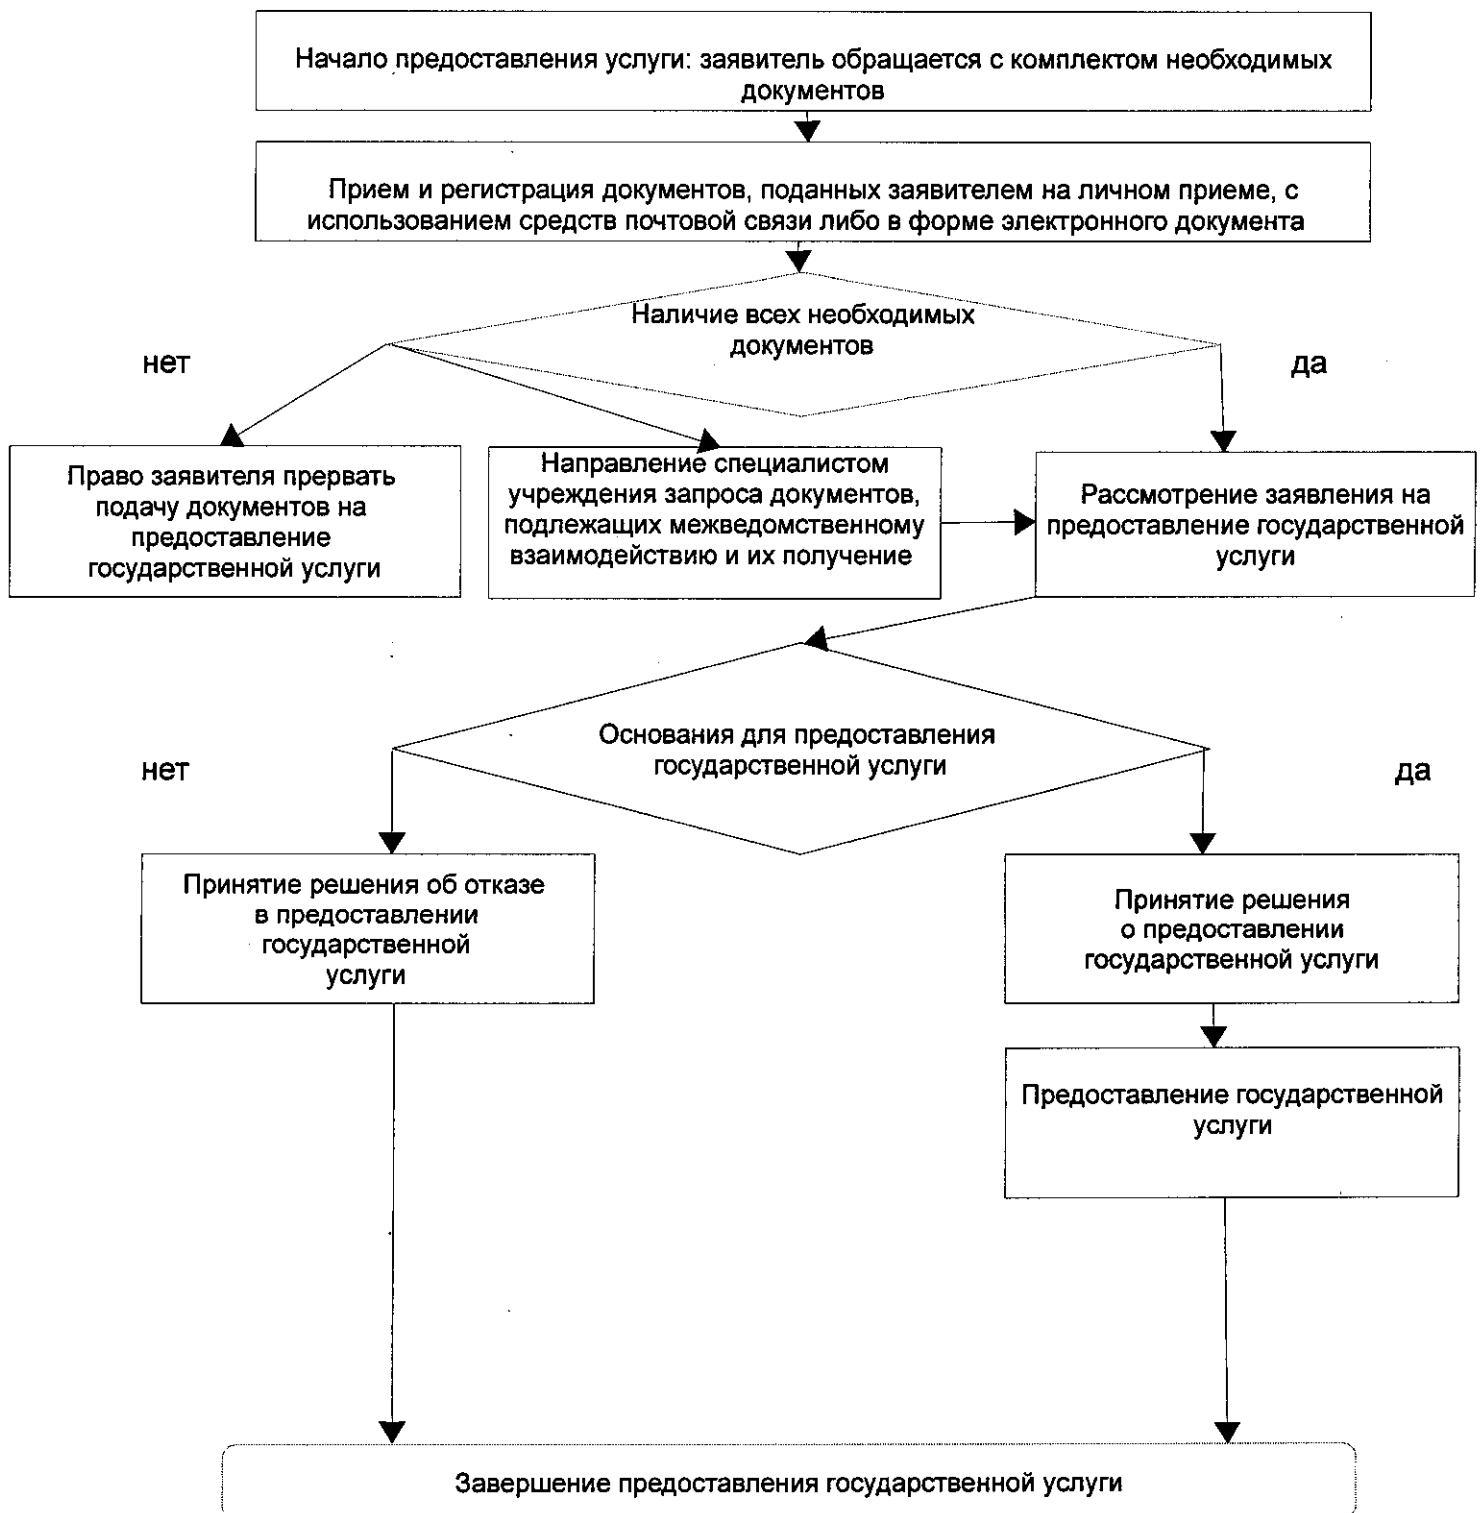 Начало предоставления услуги: заявитель обращается с комплектом необходимых
документов
Прием и регистрация документов, поданных заявителем на личном приеме, с
использованием средств почтовой связи либо в форме электронного документа
Наличие всех необходимых
документов
нет
да
Право заявителя прервать
подачу документов на
предоставление
государственной услуги
Направление специалистом
учреждения запроса документов,
подлежащих межведомственному
взаимодействию и их получение
Рассмотрение заявления на
предоставление государственной
услуги
Основания для предоставления
государственной услуги
нет
да
Принятие решения об отказе
в предоставлении
государственной
услуги
Принятие решения
о предоставлении
государственной услуги
Предоставление государственной
услуги
Завершение предоставления государственной услуги